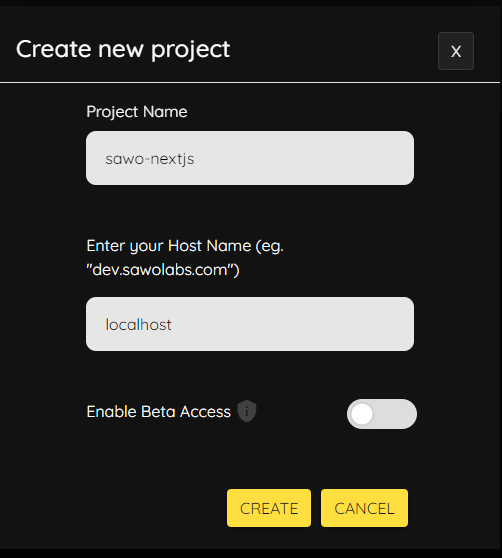 Create new project
X
Project Name
sawo-nextjs
Enter your Host Name (eg.
"dev.sawolabs.com")
localhost
Enable Beta Access
CREATE
CANCEL